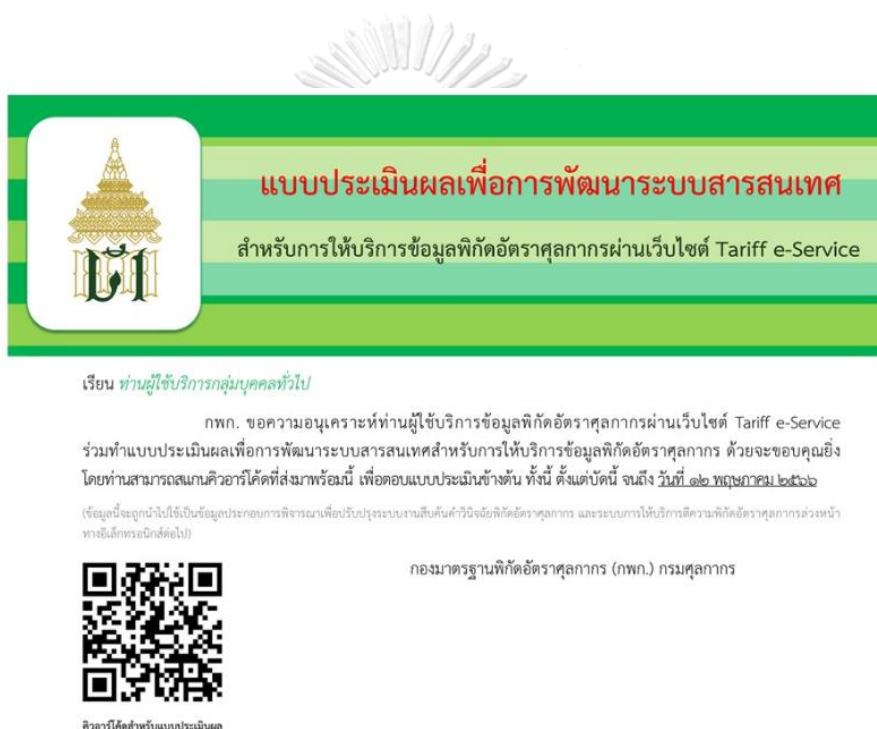 แบบประเมินผลเพื่อการพัฒนาระบบสารสนเทศ
สำหรับการให้บริการข้อมูลพิกัดอัตราศุลกากรผ่านเว็บไซต์ Tariff e-Service
เรียน ท่านผู้ใช้บริการกลุ่มบุคคลทั่วไป
กพก. ขอความอนุเคราะห์ท่านผู้ใช้บริการข้อมูลพิกัดอัตราศุลกากรผ่านเว็บไซต์ Tariff e-Service
ร่วมทำแบบประเมินผลเพื่อการพัฒนาระบบสารสนเทศสำหรับการให้บริการข้อมูลพิกัดอัตราศุลกากร ด้วยจะขอบคุณยิ่ง
โดยท่านสามารถสแกนคิวอาร์โค้ดที่ส่งมาพร้อมนี้ เพื่อตอบแบบประเมินข้างต้น ทั้งนี้ ตั้งแต่บัดนี้ จนถึง วันที่ ๑๒ พฤษภาคม ๒๕๖๖
(ข้อมูลนี้จะถูกนำไปใช้เป็นข้อมูลประกอบการพิจารณาเพื่อปรับปรุงระบบงานสืบค้นคำวินิจฉัยพิกัดอัตราศุลกากร และระบบการให้บริการตีความพิกัดอัตราศุลกากรล่วงหน้า
ทางอิเล็กทรอนิกส์ต่อไป)
กองมาตรฐานพิกัดอัตราศุลกากร (กพก.) กรมศุลกากร
คิวอาร์โค้ดสำหรับแบบประเมินผล